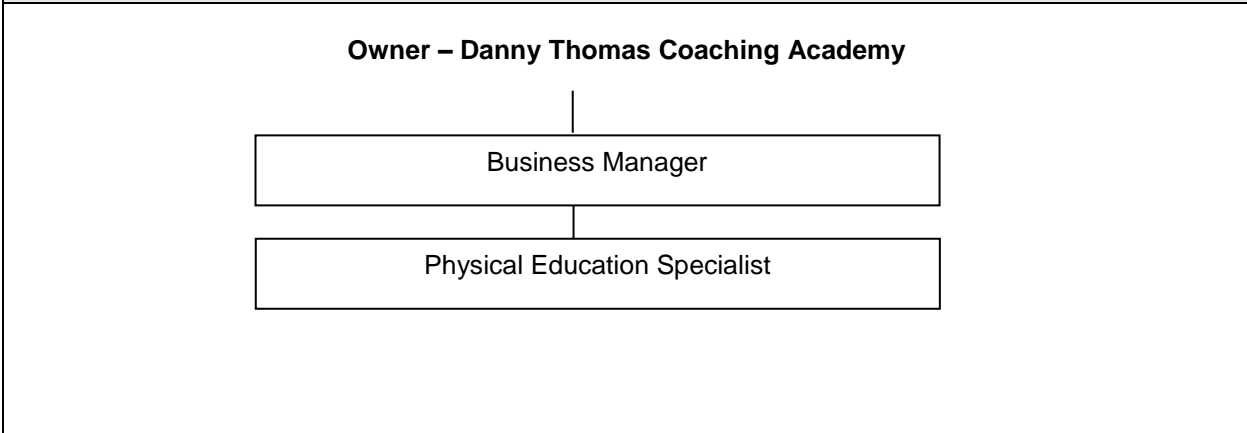 Owner – Danny Thomas Coaching Academy
Business Manager
Physical Education Specialist